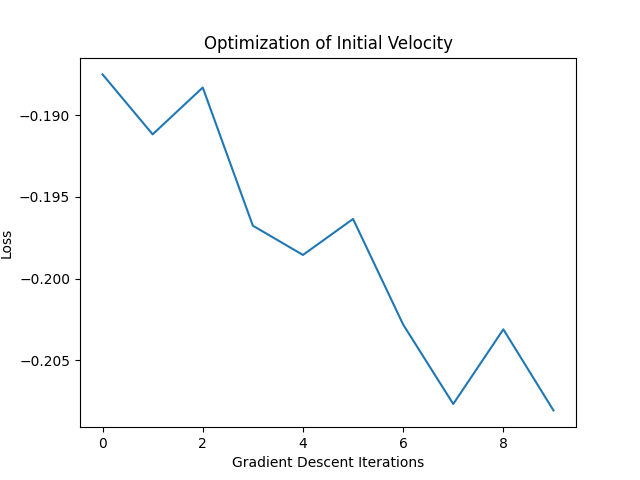 Optimization of Initial Velocity
−0.190
−0.195
−0.200
−0.205
Loss
0 2 4 6 8
Gradient Descent Iterations